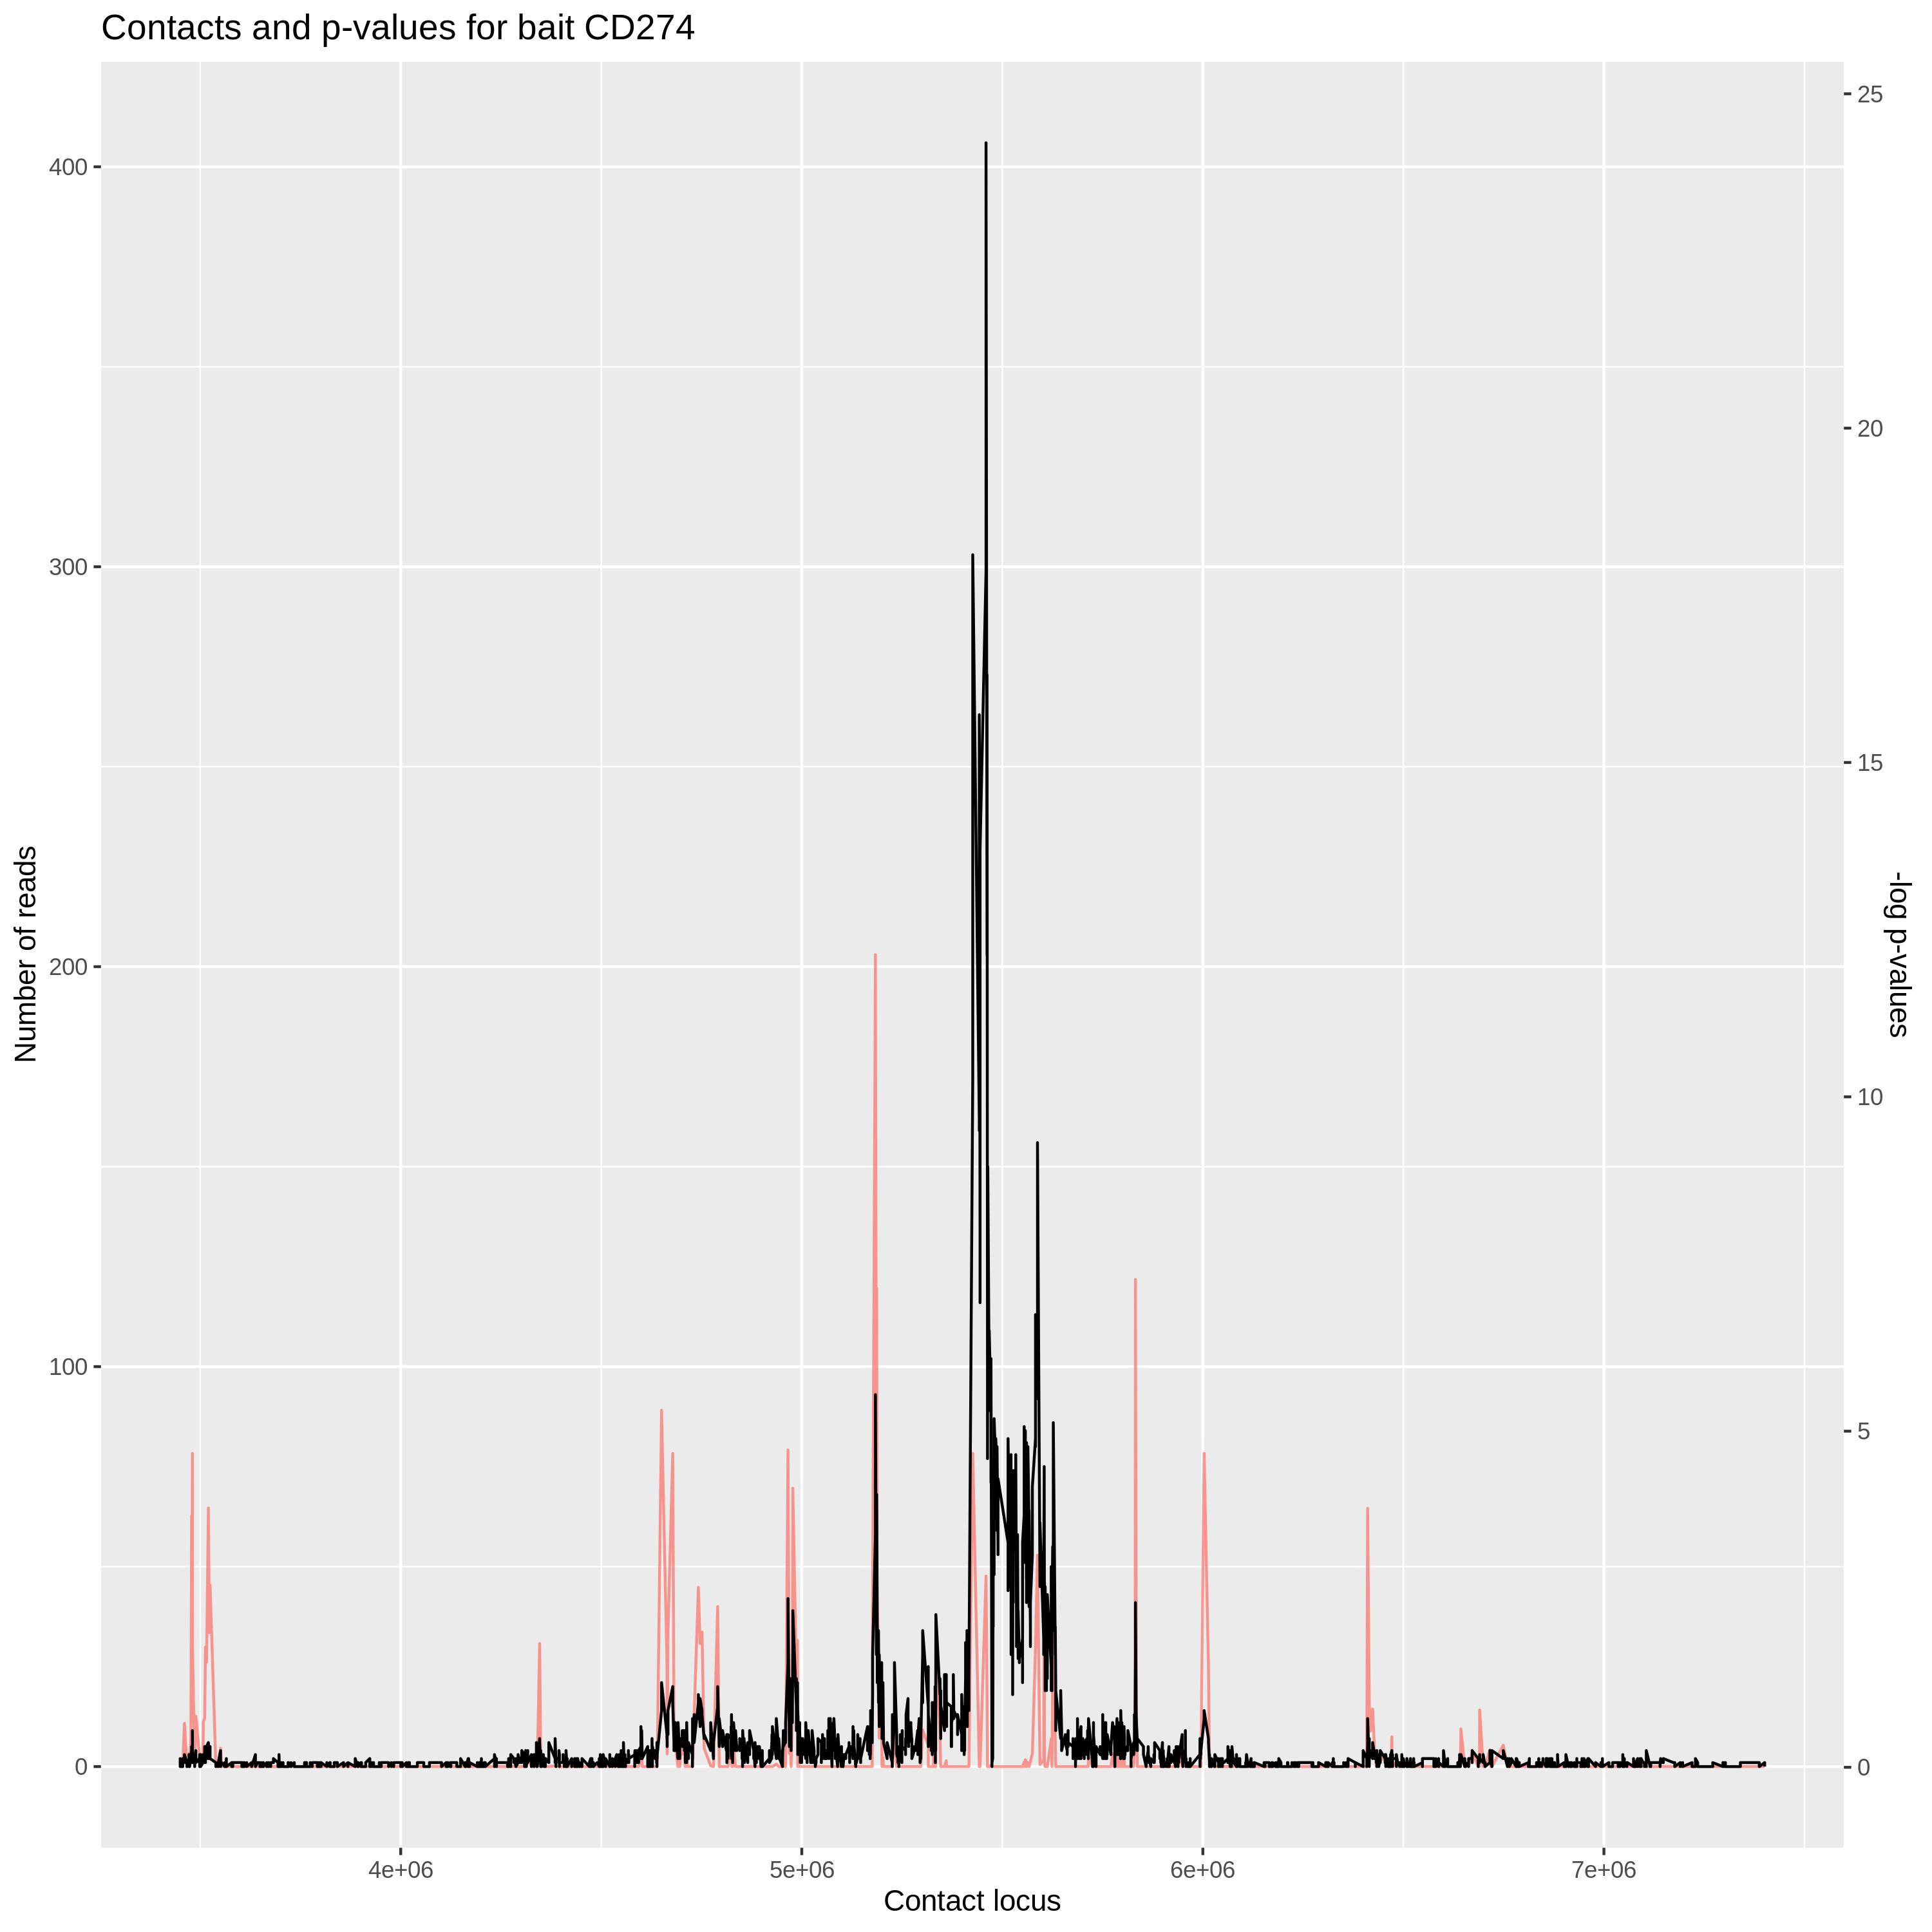 Contacts and p-values for bait CD274
Number of reads
400
300
200
100
0
25
20
15
10
5
0
-log p-values
4e+06 5e+06 6e+06 7e+06
Contact locus